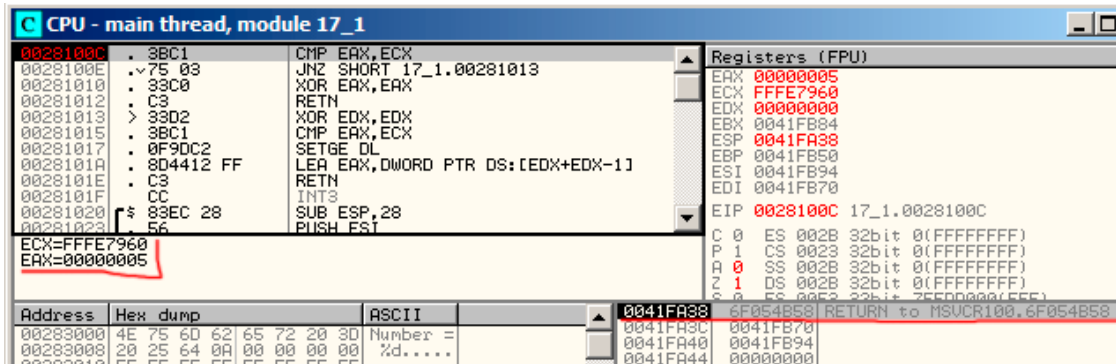 C CPU - main thread, module 17_1
0028100C . 3BC1 CMP EAX,ECX
0028100E .v75 03 JNZ SHORT 17_1.00281013
00281010 . 33C0 XOR EAX,EAX
00281012 . C3 RETN
00281013 > 33D2 XOR EDX,EDX
00281015 . 3BC1 CMP EAX,ECX
00281017 . 0F9DC2 SETGE DL
0028101A . 8D4412 FF LEA EAX,DWORD PTR DS:[EDX+EDX-1]
0028101E . C3 RETN
0028101F CC INT3
00281020 $ 83EC 28 SUB ESP,28
00281023 . 56 PUSH ESI
ECX=FFFE7960
EAX=00000005
Registers (FPU)
EAX 00000005
ECX FFFE7960
EDX 00000000
EBX 0041FB84
ESP 0041FA38
EBP 0041FB50
ESI 0041FB94
EDI 0041FB70
EIP 0028100C 17_1.0028100C
C 0 ES 002B 32bit 0(FFFFFFFF)
P 1 CS 0023 32bit 0(FFFFFFFF)
A 0 SS 002B 32bit 0(FFFFFFFF)
Z 1 DS 002B 32bit 0(FFFFFFFF)
S 0 FS 0053 32bit 7EFDD000(FFF)
Address Hex dump ASCII
00283000 4E 75 6D 62 65 72 20 3D Number =
00283008 20 25 64 0A 00 00 00 00 %d.....
0041FA38 6F054B58 RETURN to MSVCR100.6F054B58
0041FA3C 0041FB70
0041FA40 0041FB94
0041FA44 00000000